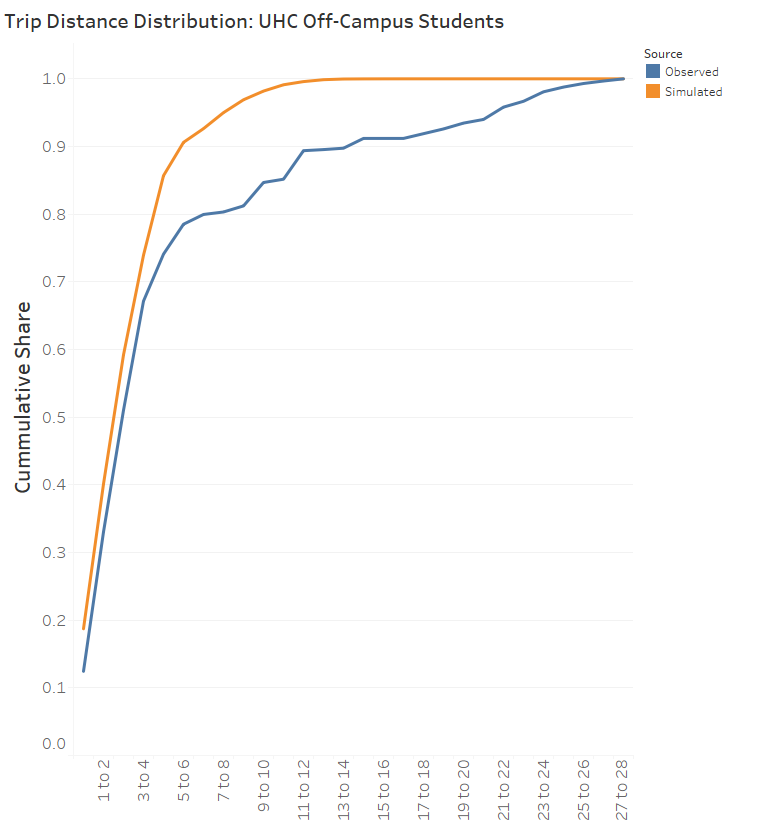 Trip Distance Distribution: UHC Off-Campus Students
Source
Observed
Simulated
Cummulative Share
1.0
0.9
0.8
0.7
0.6
0.5
0.4
0.3
0.2
0.1
0.0
1 to 2
3 to 4
5 to 6
7 to 8
9 to 10
11 to 12
13 to 14
15 to 16
17 to 18
19 to 20
21 to 22
23 to 24
25 to 26
27 to 28